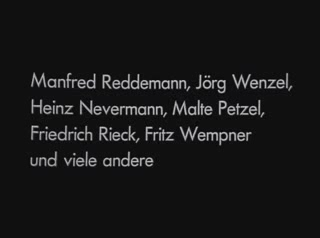 Manfred Reddemann, Jörg Wenzel,
Heinz Nevermann, Malte Petzel,
Friedrich Rieck, Fritz Wempner
und viele andere